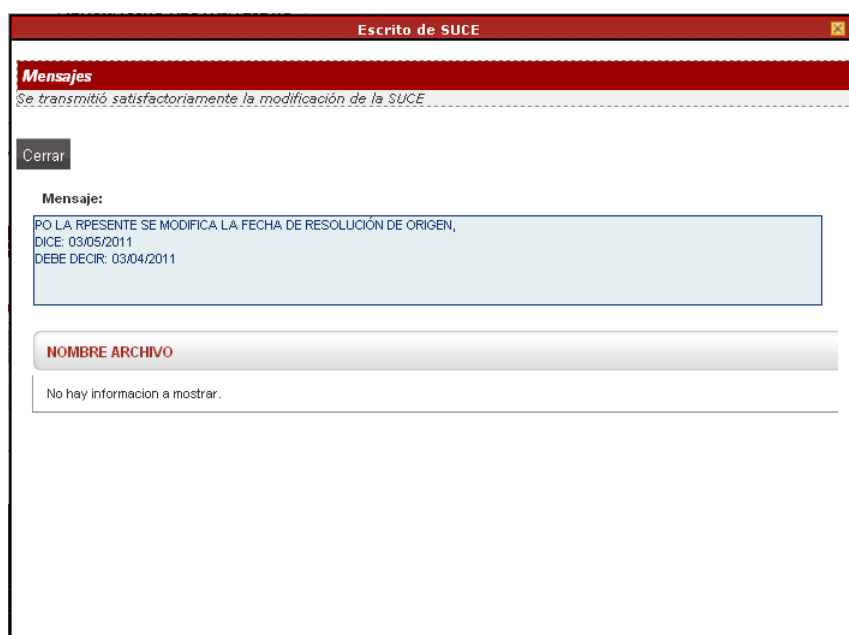 Escrito de SUCE
Mensajes
Se transmitió satisfactoriamente la modificación de la SUCE
Cerrar
Mensaje:
PO LA RPESENTE SE MODIFICA LA FECHA DE RESOLUCIÓN DE ORIGEN,
DICE: 03/05/2011
DEBE DECIR: 03/04/2011
NOMBRE ARCHIVO
No hay informacion a mostrar.